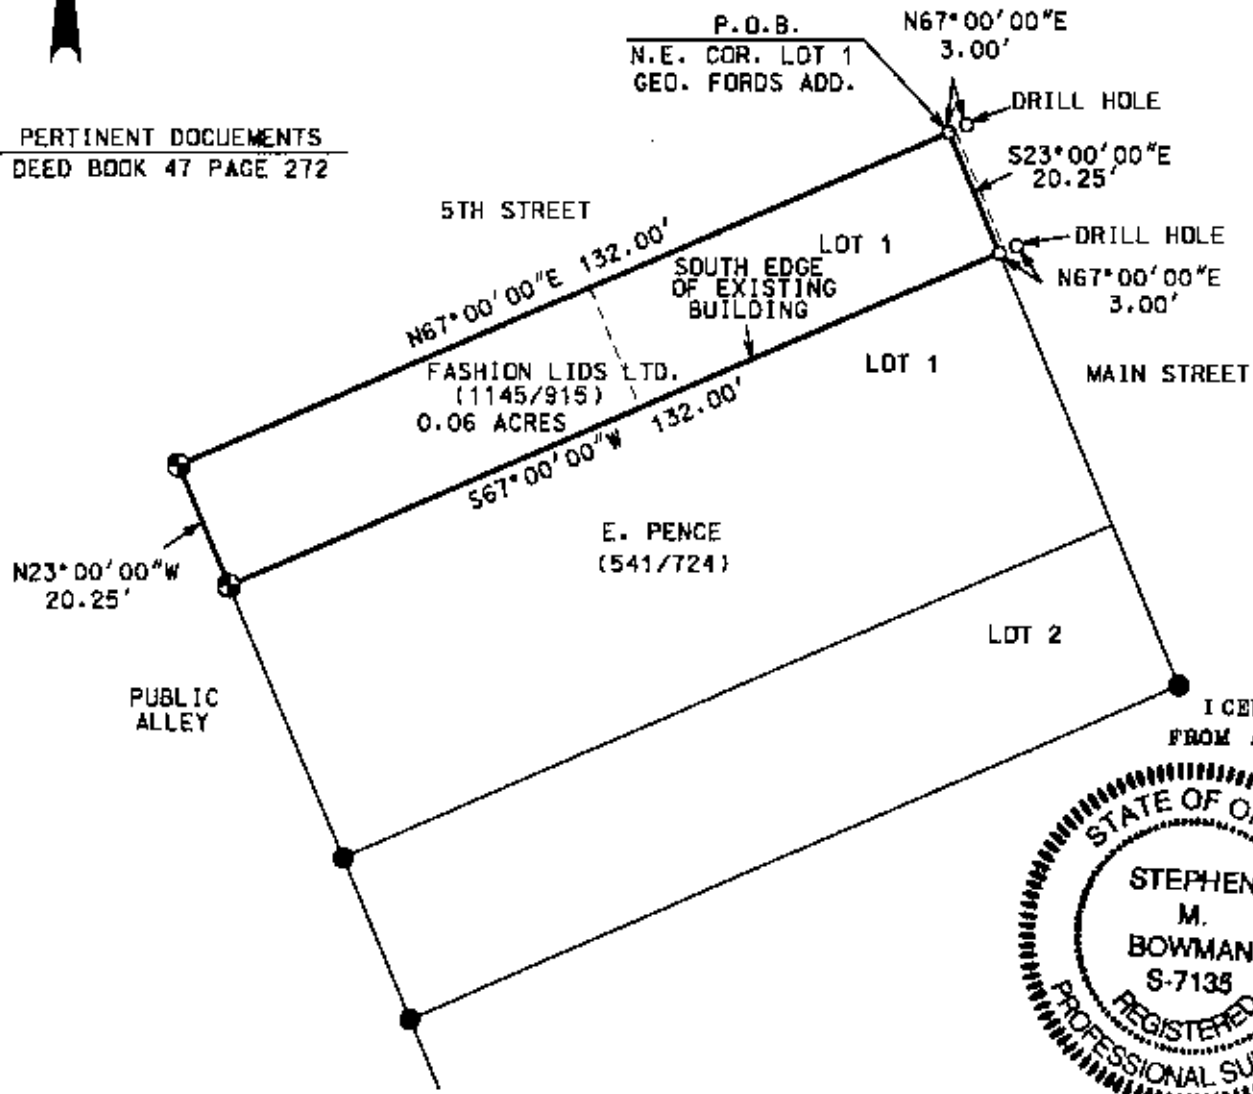 P.O.B.
N.E. COR. LOT 1
GEO. FORDS ADD.
N67°00'00"E
3.00'
DRILL HOLE
PERTINENT DOCUEMENTS
DEED BOOK 47 PAGE 272
S23°00'00"E
20.25'
5TH STREET
N67°00'00"E 132.00'
LOT 1
DRILL HOLE
N67°00'00"E
3.00'
SOUTH EDGE
OF EXISTING
BUILDING
LOT 1
MAIN STREET
FASHION LIDS LTD.
(1145/915)
0.06 ACRES
S67°00'00"W 132.00'
E. PENCE
(541/724)
N23°00'00"W
20.25'
LOT 2
PUBLIC
ALLEY
I CE
FROM
STATE OF O
STEPHEN
M.
BOWMAN
S-7135
REGISTERED
PROFESSIONAL SU